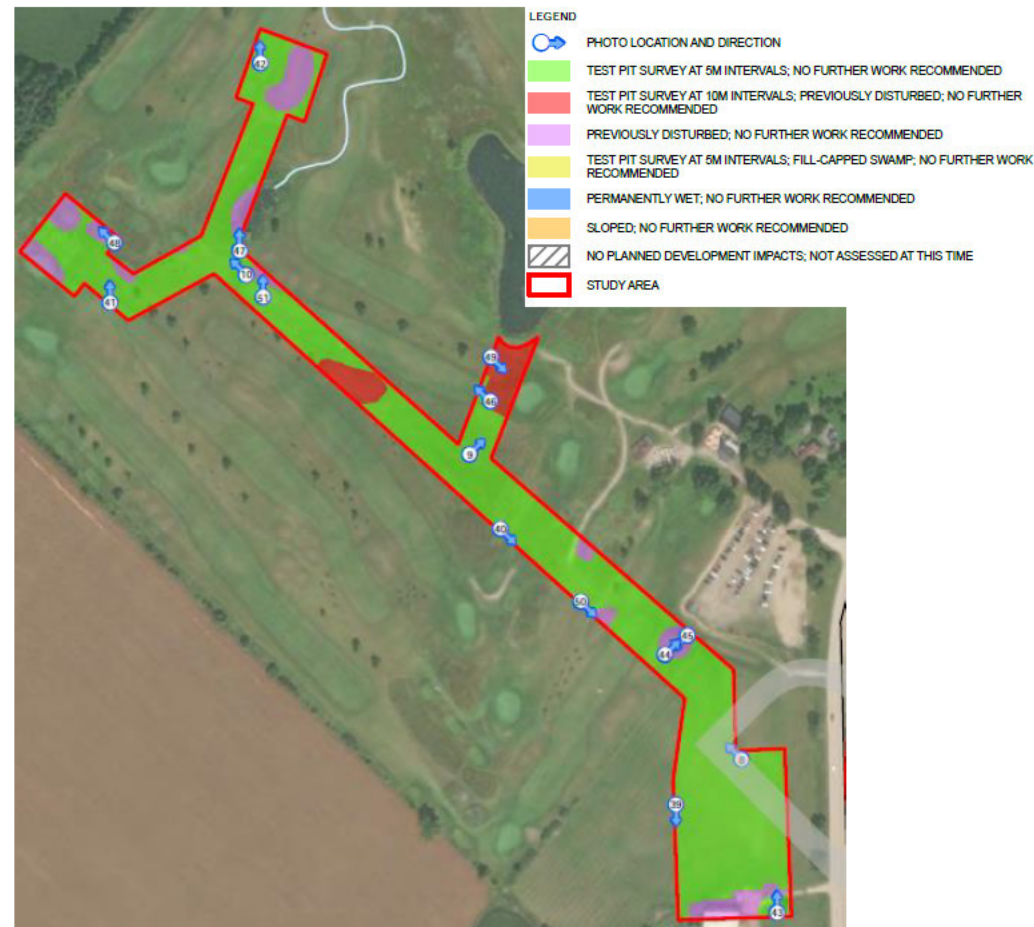 LEGEND
PHOTO LOCATION AND DIRECTION
TEST PIT SURVEY AT 5M INTERVALS; NO FURTHER WORK RECOMMENDED
TEST PIT SURVEY AT 10M INTERVALS; PREVIOUSLY DISTURBED; NO FURTHER
WORK RECOMMENDED
PREVIOUSLY DISTURBED; NO FURTHER WORK RECOMMENDED
TEST PIT SURVEY AT 5M INTERVALS; FILL-CAPPED SWAMP; NO FURTHER WORK
RECOMMENDED
PERMANENTLY WET; NO FURTHER WORK RECOMMENDED
SLOPED; NO FURTHER WORK RECOMMENDED
NO PLANNED DEVELOPMENT IMPACTS; NOT ASSESSED AT THIS TIME
STUDY AREA
42
48
47
10
51
41
49
46
9
40
50
45
44
8
39
43